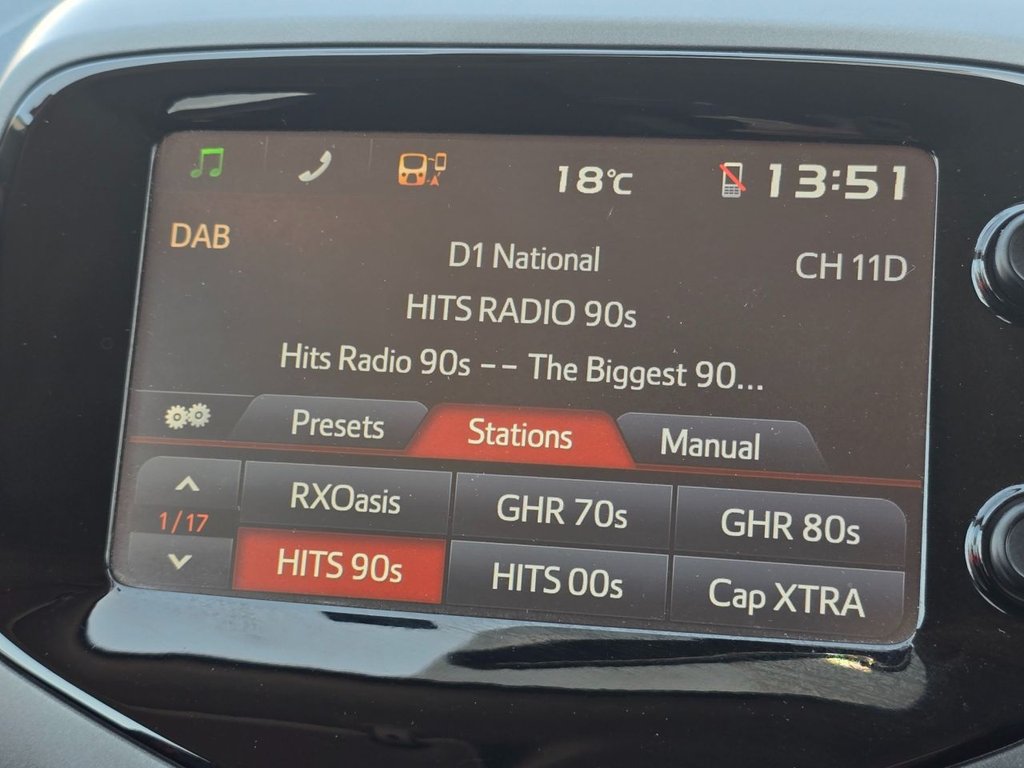 18°C 13:51
DAB
D1 National
CH 11D
HITS RADIO 90s
Hits Radio 90s -- The Biggest 90...
Presets Stations Manual
1/17
RXOasis GHR 70s GHR 80s
HITS 90s HITS 00s Cap XTRA